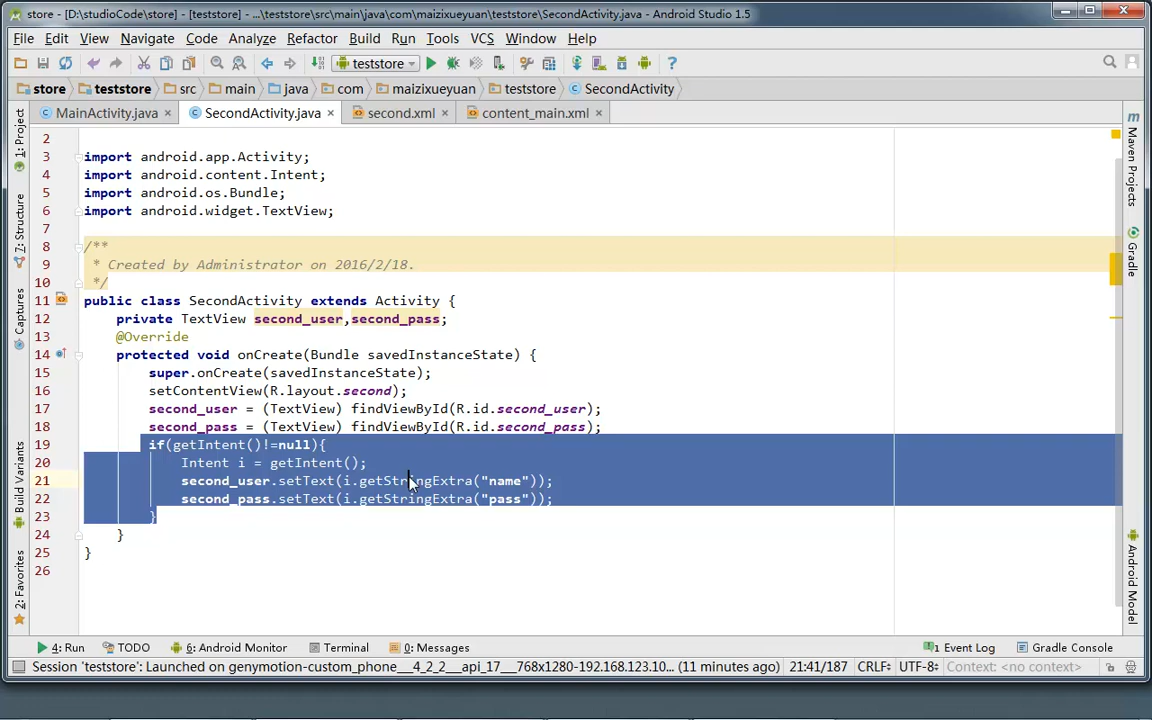 store - [D:\studioCode\store] - [teststore] - ...\teststore\src\main\java\com\maizixueyuan\teststore\SecondActivity.java - Android Studio 1.5
File Edit View Navigate Code Analyze Refactor Build Run Tools VCS Window Help
teststore
store teststore src main java com maizixueyuan teststore SecondActivity
MainActivity.java SecondActivity.java second.xml content_main.xml
1: Project
7: Structure
Captures
Build Variants
2: Favorites
2
3 import android.app.Activity;
4 import android.content.Intent;
5 import android.os.Bundle;
6 import android.widget.TextView;
7
8 /**
9 * Created by Administrator on 2016/2/18.
10 */
11 public class SecondActivity extends Activity {
12 private TextView second_user,second_pass;
13 @Override
14 protected void onCreate(Bundle savedInstanceState) {
15 super.onCreate(savedInstanceState);
16 setContentView(R.layout.second);
17 second_user = (TextView) findViewById(R.id.second_user);
18 second_pass = (TextView) findViewById(R.id.second_pass);
19 if(getIntent()!=null){
20 Intent i = getIntent();
21 second_user.setText(i.getStringExtra("name"));
22 second_pass.setText(i.getStringExtra("pass"));
23 }
24 }
25 }
26
Maven Projects
Gradle
Android Model
4: Run TODO 6: Android Monitor Terminal 0: Messages 1 Event Log Gradle Console
Session 'teststore': Launched on genymotion-custom_phone__4_2_2__api_17__768x1280-192.168.123.10... (11 minutes ago) 21:41/187 CRLF UTF-8 Context: <no context>